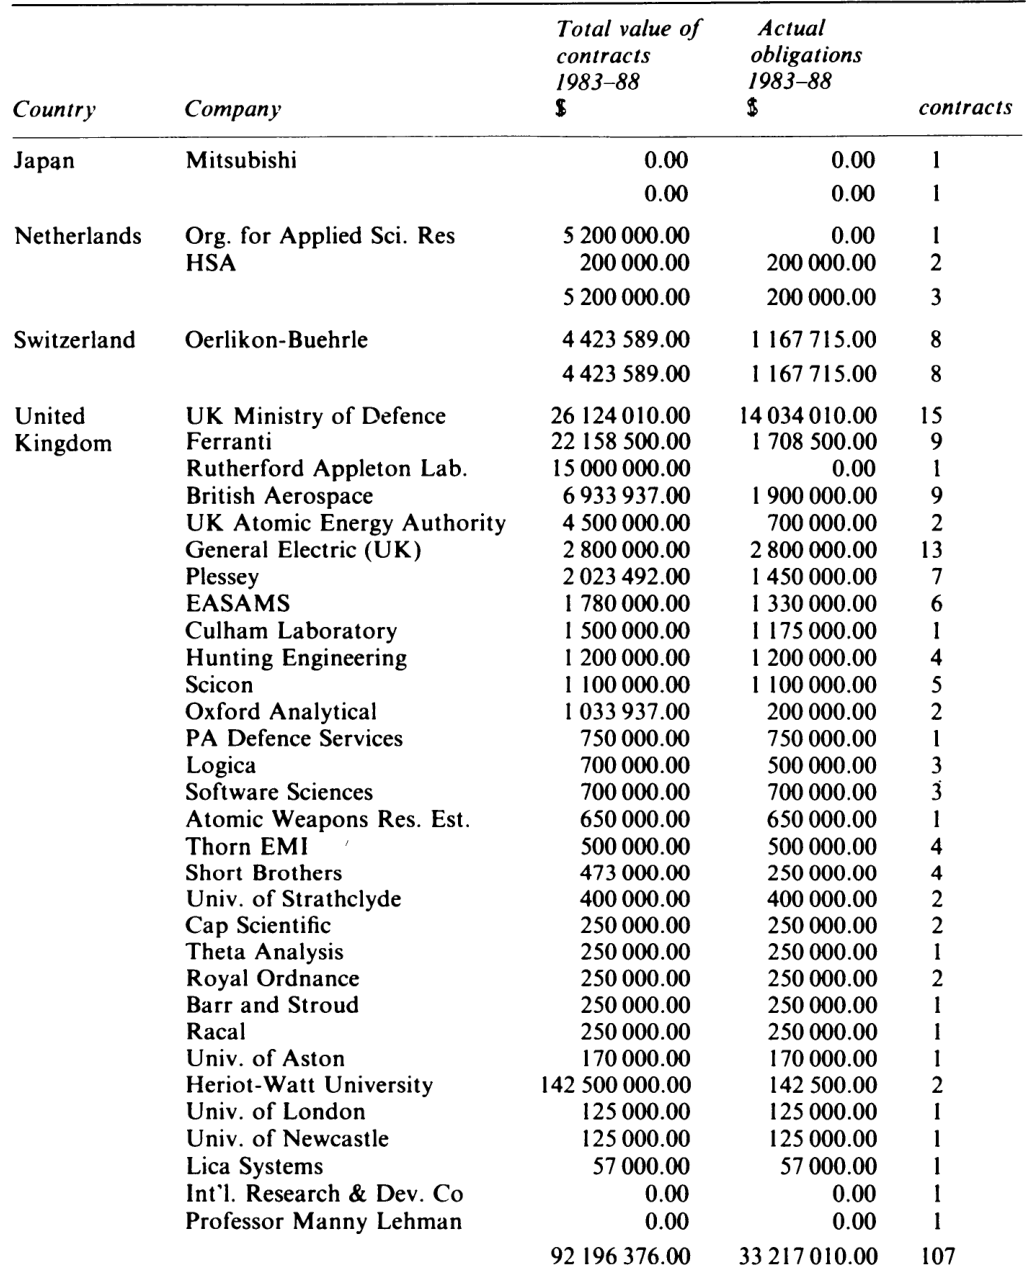 Total value of Actual
contracts obligations
1983–88 1983–88
Country Company $ $ contracts
Japan Mitsubishi 0.00 0.00 1
0.00 0.00 1
Netherlands Org. for Applied Sci. Res 5 200 000.00 0.00 1
HSA 200 000.00 200 000.00 2
5 200 000.00 200 000.00 3
Switzerland Oerlikon-Buehrle 4 423 589.00 1 167 715.00 8
4 423 589.00 1 167 715.00 8
United UK Ministry of Defence 26 124 010.00 14 034 010.00 15
Kingdom Ferranti 22 158 500.00 1 708 500.00 9
Rutherford Appleton Lab. 15 000 000.00 0.00 1
British Aerospace 6 933 937.00 1 900 000.00 9
UK Atomic Energy Authority 4 500 000.00 700 000.00 2
General Electric (UK) 2 800 000.00 2 800 000.00 13
Plessey 2 023 492.00 1 450 000.00 7
EASAMS 1 780 000.00 1 330 000.00 6
Culham Laboratory 1 500 000.00 1 175 000.00 1
Hunting Engineering 1 200 000.00 1 200 000.00 4
Scicon 1 100 000.00 1 100 000.00 5
Oxford Analytical 1 033 937.00 200 000.00 2
PA Defence Services 750 000.00 750 000.00 1
Logica 700 000.00 500 000.00 3
Software Sciences 700 000.00 700 000.00 3
Atomic Weapons Res. Est. 650 000.00 650 000.00 1
Thorn EMI 500 000.00 500 000.00 4
Short Brothers 473 000.00 250 000.00 4
Univ. of Strathclyde 400 000.00 400 000.00 2
Cap Scientific 250 000.00 250 000.00 2
Theta Analysis 250 000.00 250 000.00 1
Royal Ordnance 250 000.00 250 000.00 2
Barr and Stroud 250 000.00 250 000.00 1
Racal 250 000.00 250 000.00 1
Univ. of Aston 170 000.00 170 000.00 1
Heriot-Watt University 142 500 000.00 142 500.00 2
Univ. of London 125 000.00 125 000.00 1
Univ. of Newcastle 125 000.00 125 000.00 1
Lica Systems 57 000.00 57 000.00 1
Int'l. Research & Dev. Co 0.00 0.00 1
Professor Manny Lehman 0.00 0.00 1
92 196 376.00 33 217 010.00 107